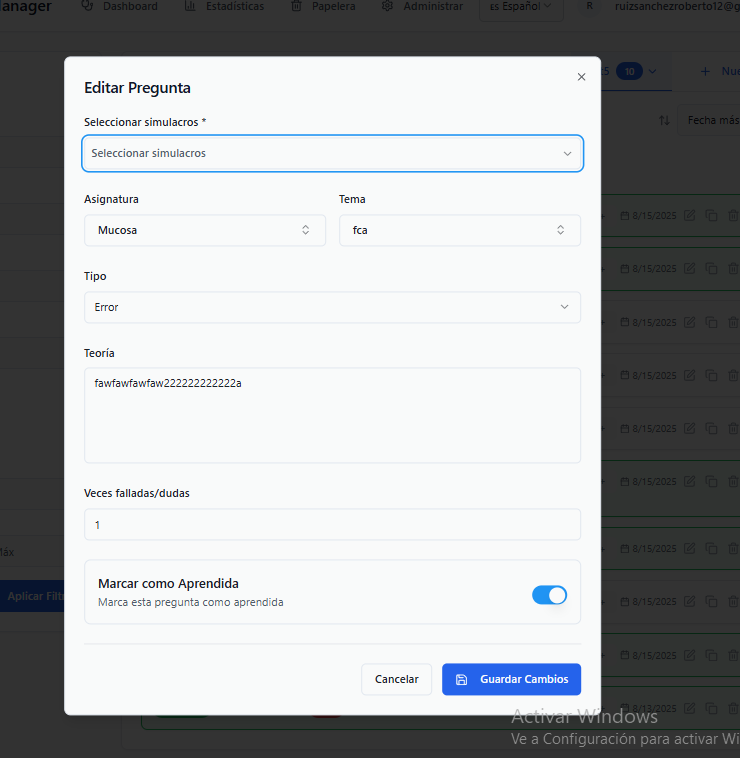 anager Dashboard Estadísticas Papelera Administrar ES Español R ruizsanchezroberto12@g
Editar Pregunta
5 10 + Nue
Seleccionar simulacros *
Fecha más
Seleccionar simulacros
Asignatura Tema
Mucosa fca
8/15/2025
Tipo
8/15/2025
Error
8/15/2025
Teoría
8/15/2025
fawfawfawfaw222222222222a
8/15/2025
8/15/2025
Veces falladas/dudas
1
8/15/2025
Máx
Marcar como Aprendida
Aplicar Filt
Marca esta pregunta como aprendida
8/15/2025
8/15/2025
Cancelar Guardar Cambios
8/13/2025
Activar Windows
Ve a Configuración para activar Wi